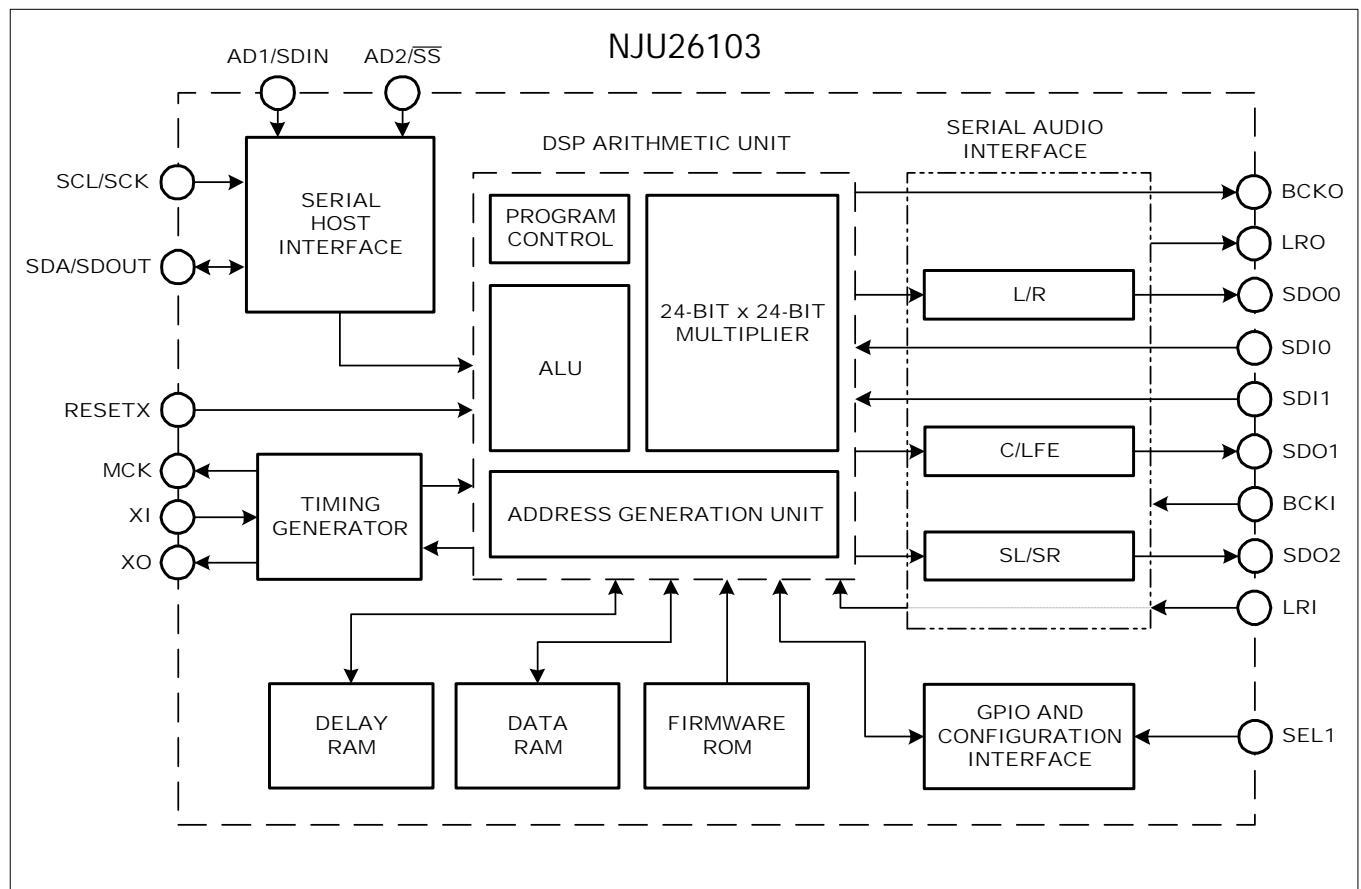 NJU26103
AD1/SDIN
AD2/S̅S̅
SCL/SCK
SDA/SDOUT
SERIAL
HOST
INTERFACE
DSP ARITHMETIC UNIT
PROGRAM
CONTROL
ALU
24-BIT x 24-BIT
MULTIPLIER
ADDRESS GENERATION UNIT
SERIAL AUDIO
INTERFACE
L/R
C/LFE
SL/SR
BCKO
LRO
SDO0
SDI0
SDI1
SDO1
BCKI
SDO2
LRI
RESETX
MCK
XI
XO
TIMING
GENERATOR
DELAY
RAM
DATA
RAM
FIRMWARE
ROM
GPIO AND
CONFIGURATION
INTERFACE
SEL1